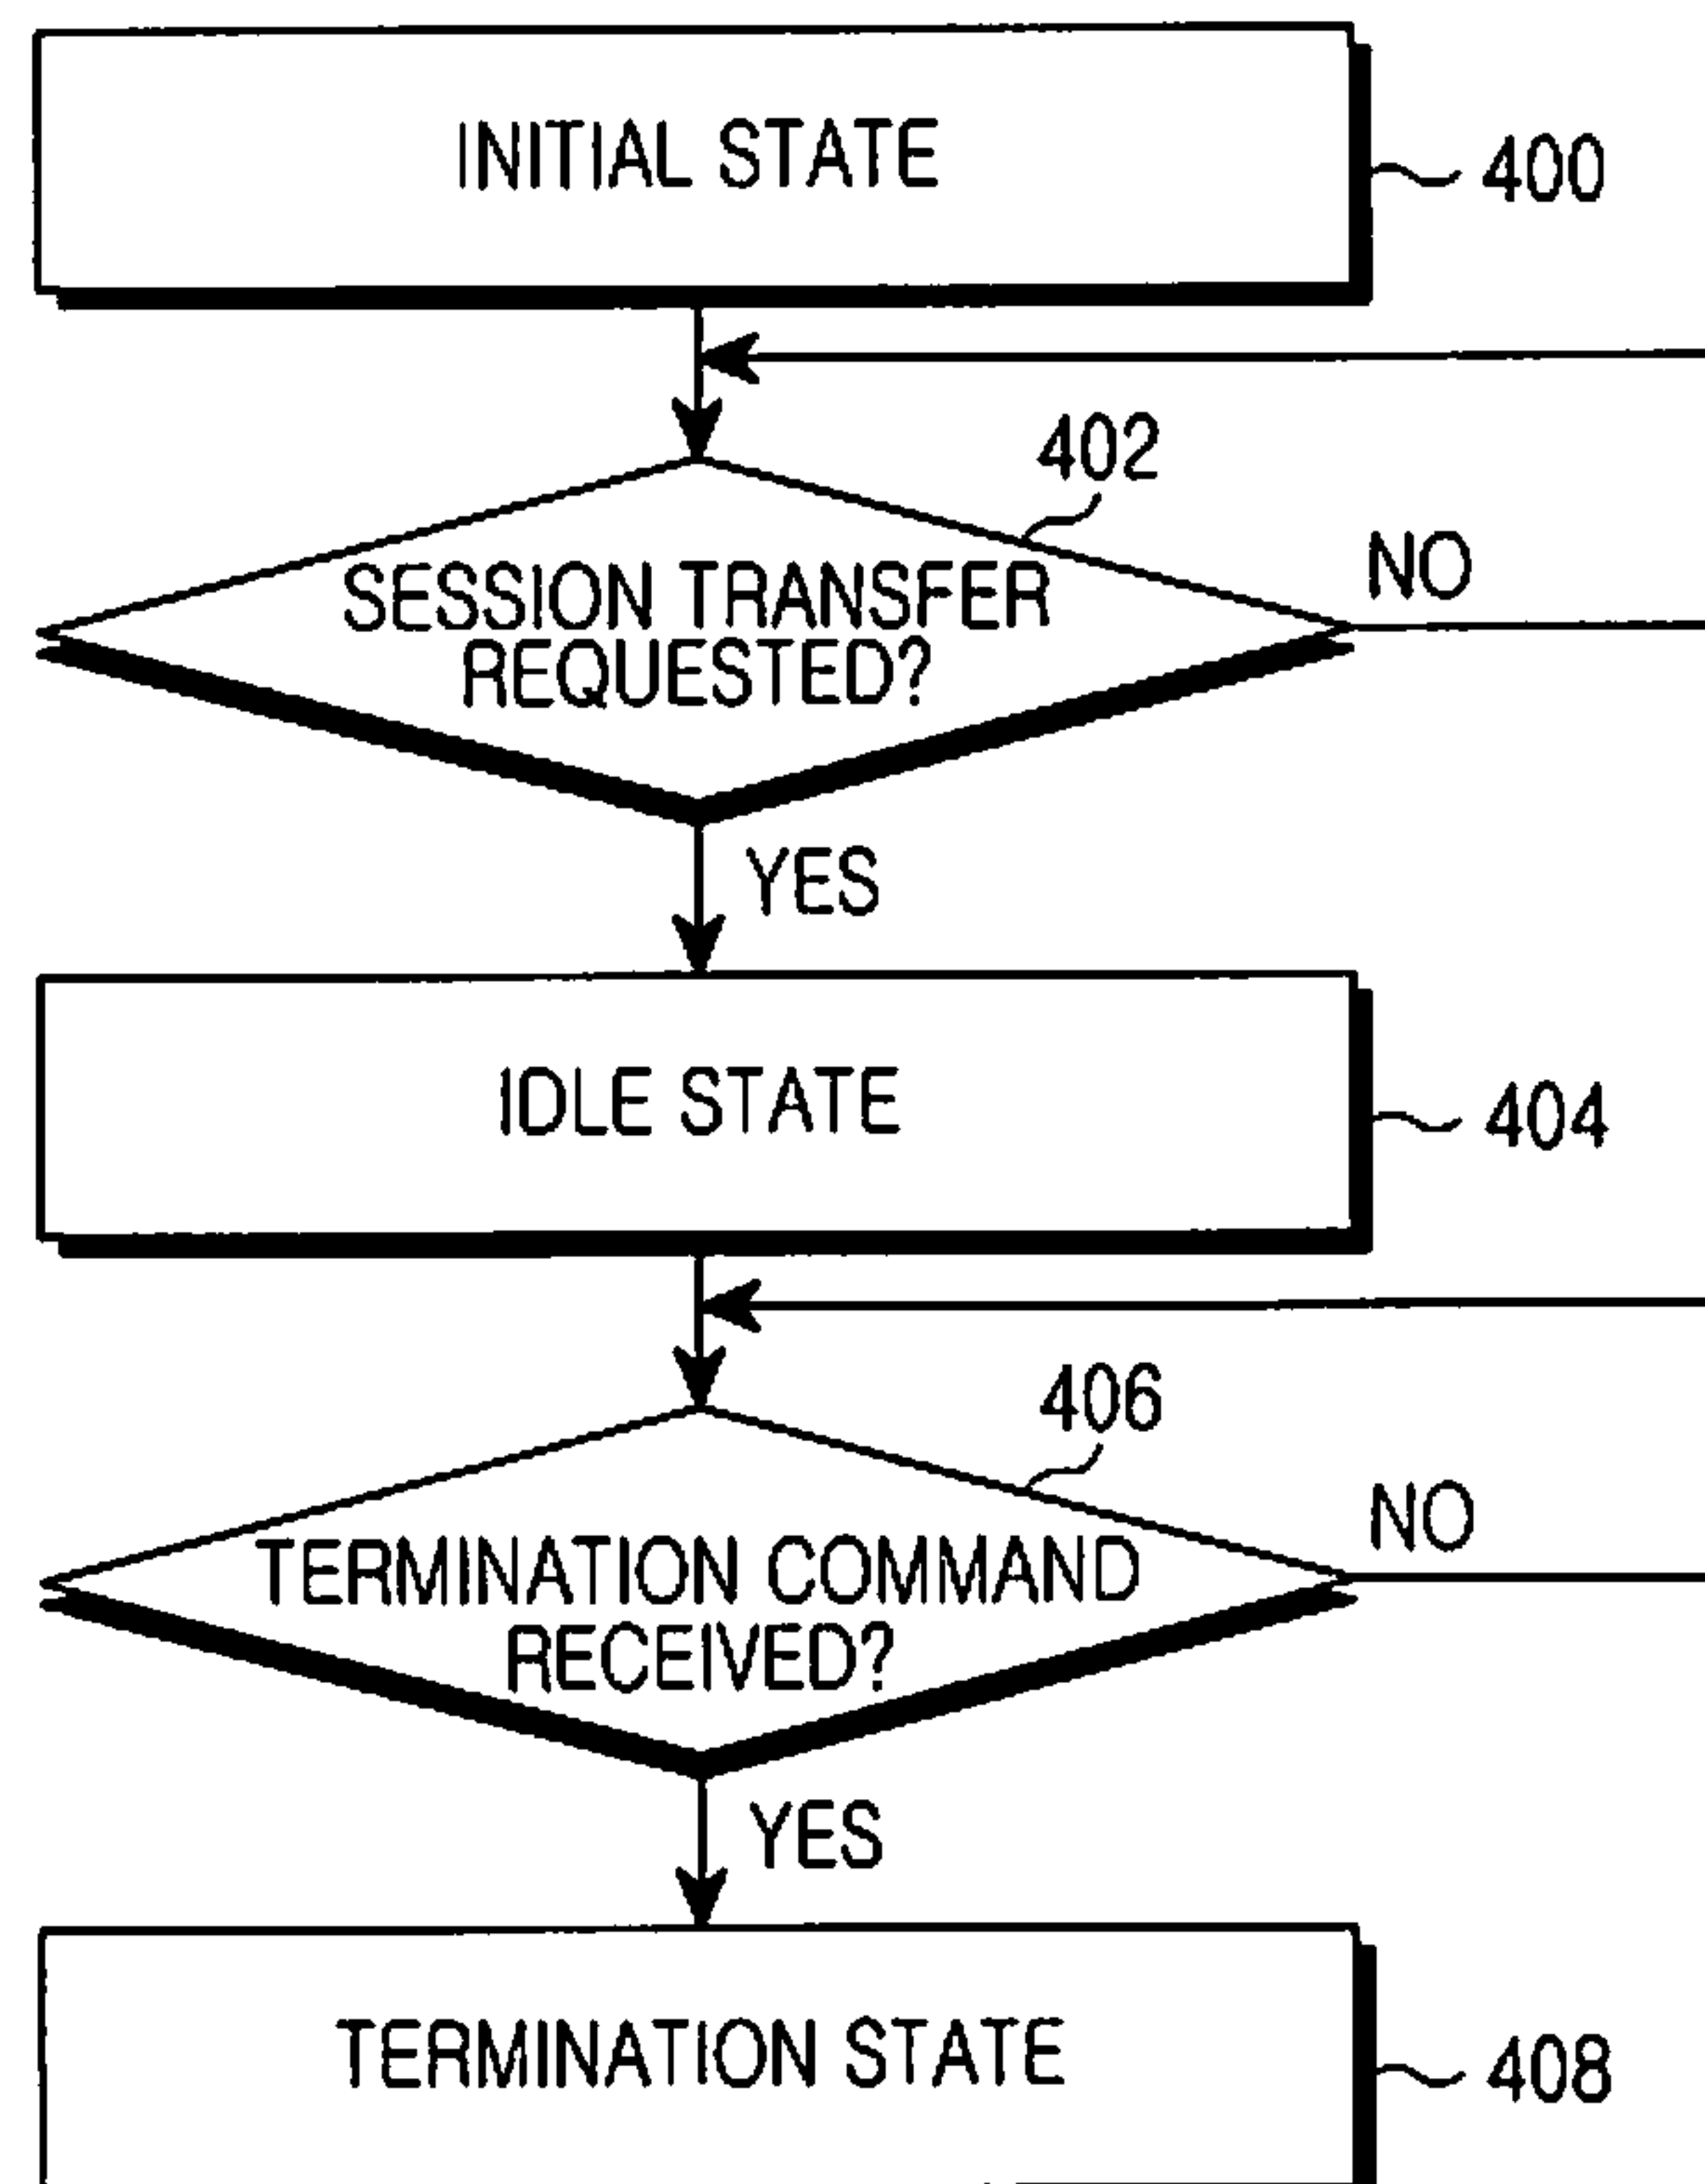 INITIAL STATE
400
402
NO
SESSION TRANSFER
REQUESTED?
YES
IDLE STATE
404
406
NO
TERMINATION COMMAND
RECEIVED?
YES
TERMINATION STATE
408